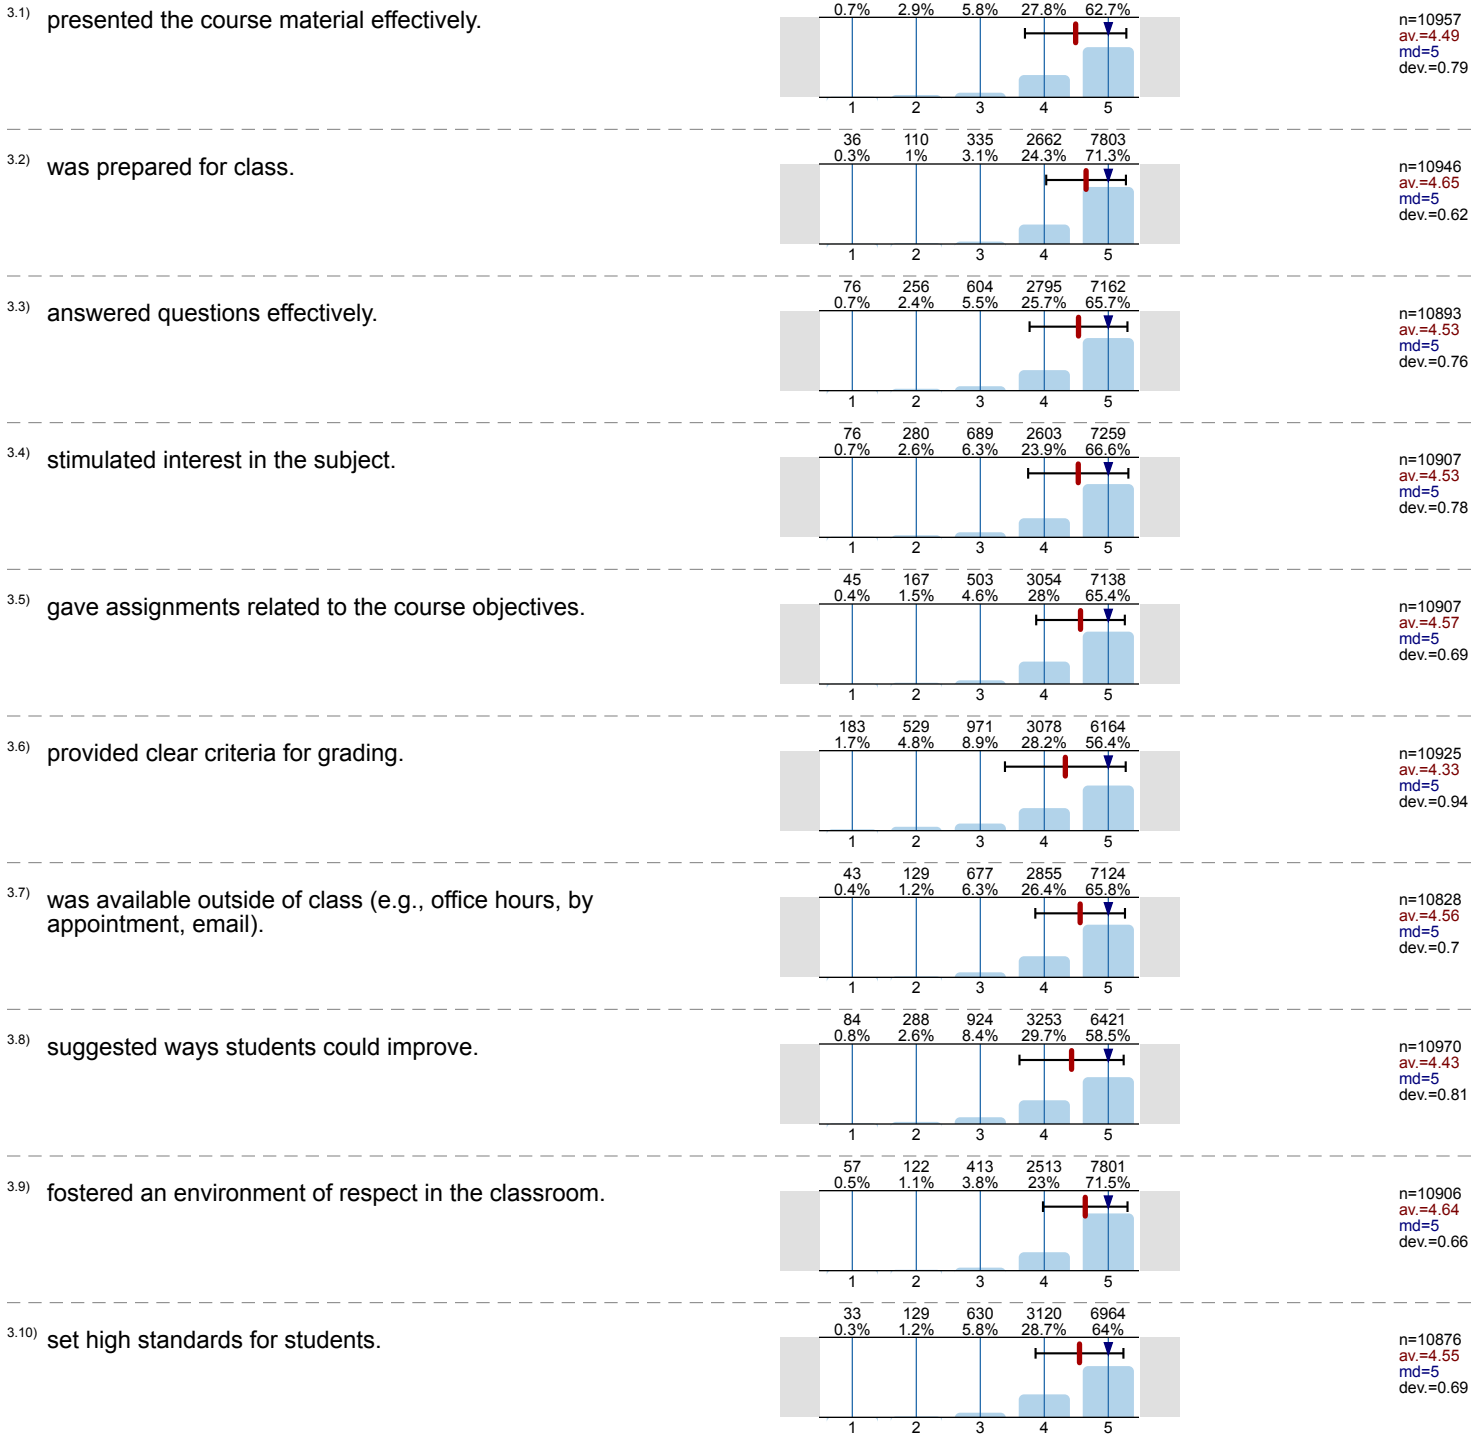 3.1) presented the course material effectively.
0.7% 2.9% 5.8% 27.8% 62.7%
1 2 3 4 5
n=10957
av.=4.49
md=5
dev.=0.79
3.2) was prepared for class.
36 110 335 2662 7803
0.3% 1% 3.1% 24.3% 71.3%
1 2 3 4 5
n=10946
av.=4.65
md=5
dev.=0.62
3.3) answered questions effectively.
76 256 604 2795 7162
0.7% 2.4% 5.5% 25.7% 65.7%
1 2 3 4 5
n=10893
av.=4.53
md=5
dev.=0.76
3.4) stimulated interest in the subject.
76 280 689 2603 7259
0.7% 2.6% 6.3% 23.9% 66.6%
1 2 3 4 5
n=10907
av.=4.53
md=5
dev.=0.78
3.5) gave assignments related to the course objectives.
45 167 503 3054 7138
0.4% 1.5% 4.6% 28% 65.4%
1 2 3 4 5
n=10907
av.=4.57
md=5
dev.=0.69
3.6) provided clear criteria for grading.
183 529 971 3078 6164
1.7% 4.8% 8.9% 28.2% 56.4%
1 2 3 4 5
n=10925
av.=4.33
md=5
dev.=0.94
3.7) was available outside of class (e.g., office hours, by
appointment, email).
43 129 677 2855 7124
0.4% 1.2% 6.3% 26.4% 65.8%
1 2 3 4 5
n=10828
av.=4.56
md=5
dev.=0.7
3.8) suggested ways students could improve.
84 288 924 3253 6421
0.8% 2.6% 8.4% 29.7% 58.5%
1 2 3 4 5
n=10970
av.=4.43
md=5
dev.=0.81
3.9) fostered an environment of respect in the classroom.
57 122 413 2513 7801
0.5% 1.1% 3.8% 23% 71.5%
1 2 3 4 5
n=10906
av.=4.64
md=5
dev.=0.66
3.10) set high standards for students.
33 129 630 3120 6964
0.3% 1.2% 5.8% 28.7% 64%
1 2 3 4 5
n=10876
av.=4.55
md=5
dev.=0.69